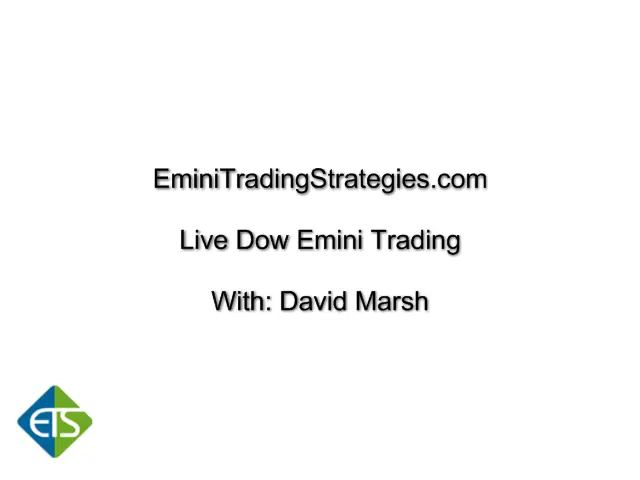 EminiTradingStrategies.com
Live Dow Emini Trading
With: David Marsh
ETS